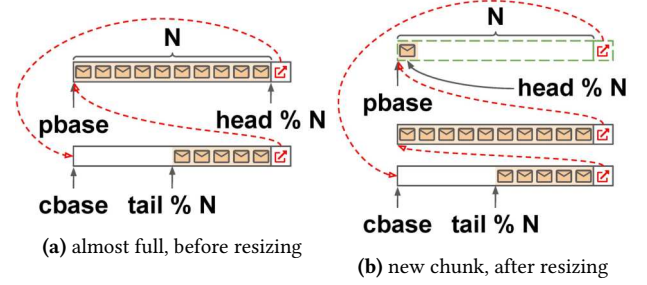 N
pbase
head % N
cbase
tail % N
(a) almost full, before resizing
N
head % N
pbase
cbase
tail % N
(b) new chunk, after resizing